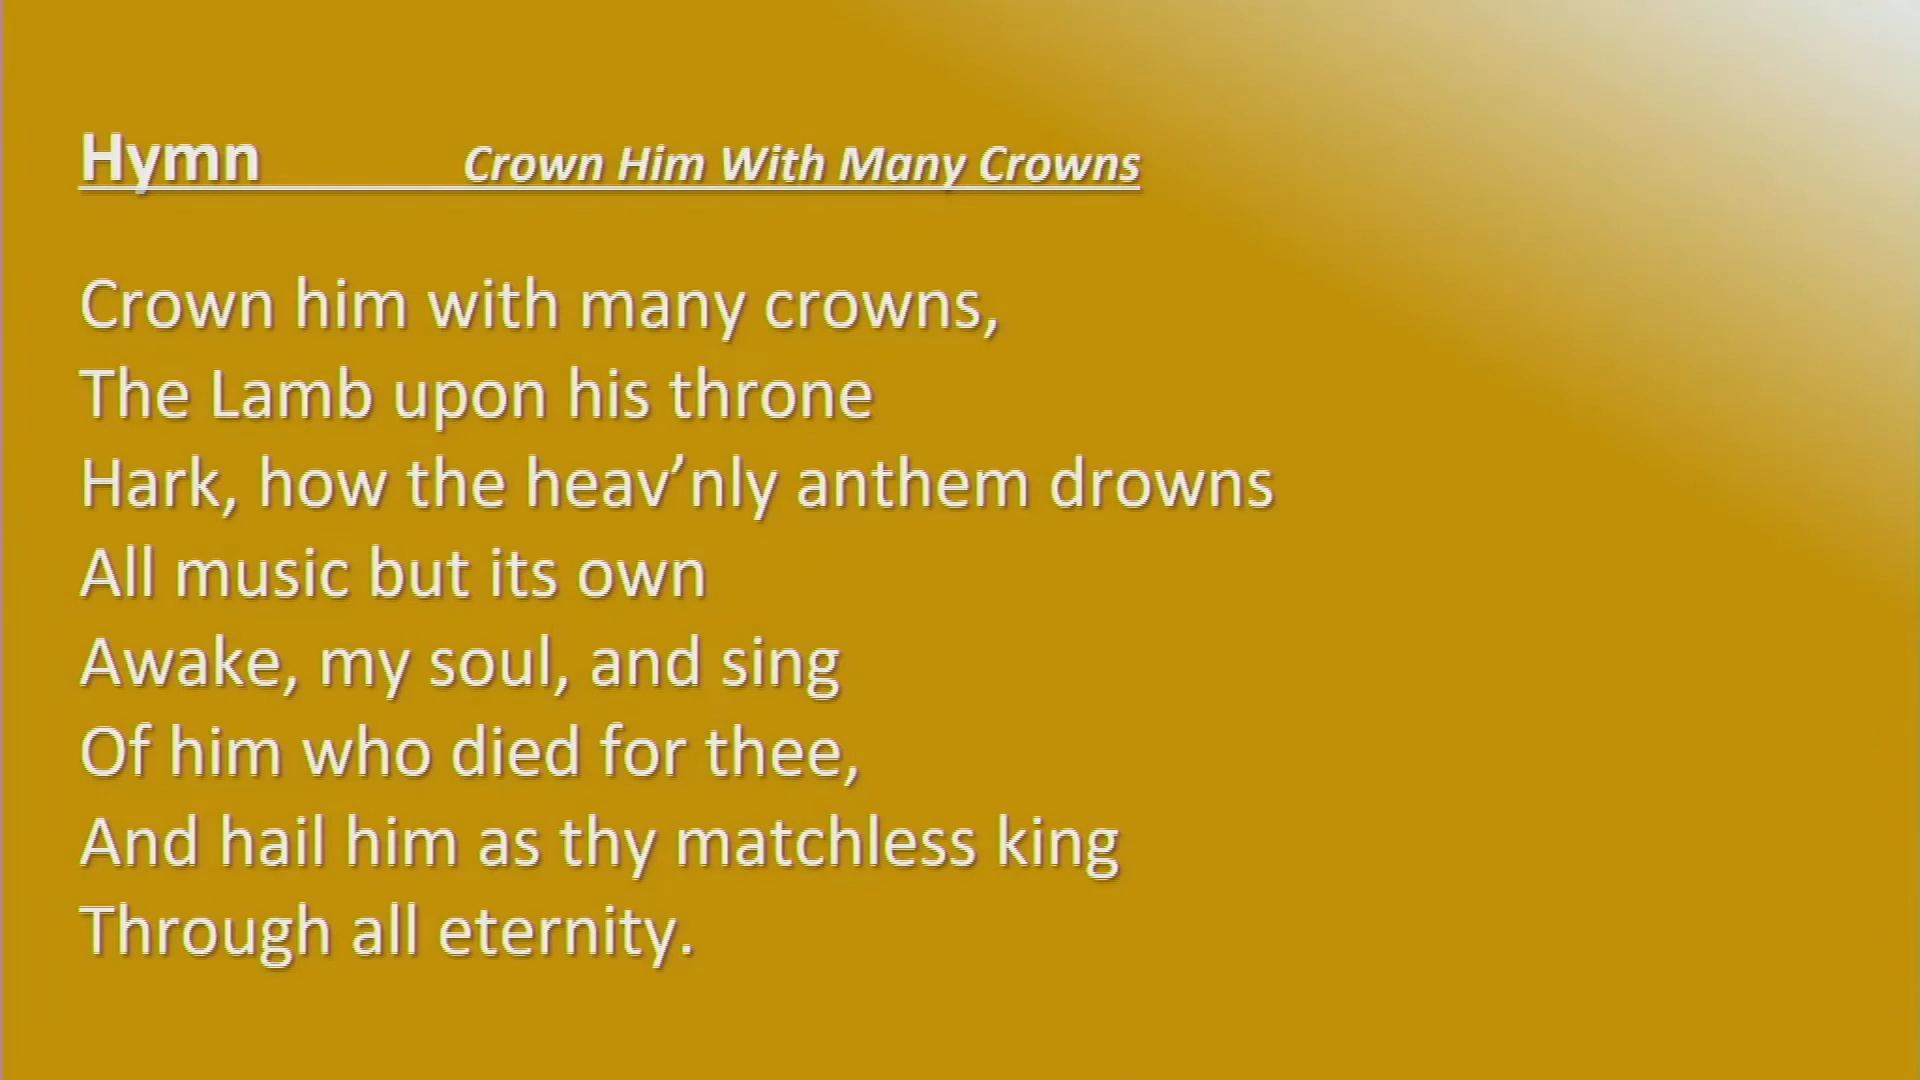 Hymn Crown Him With Many Crowns
Crown him with many crowns,
The Lamb upon his throne
Hark, how the heav’nly anthem drowns
All music but its own
Awake, my soul, and sing
Of him who died for thee,
And hail him as thy matchless king
Through all eternity.